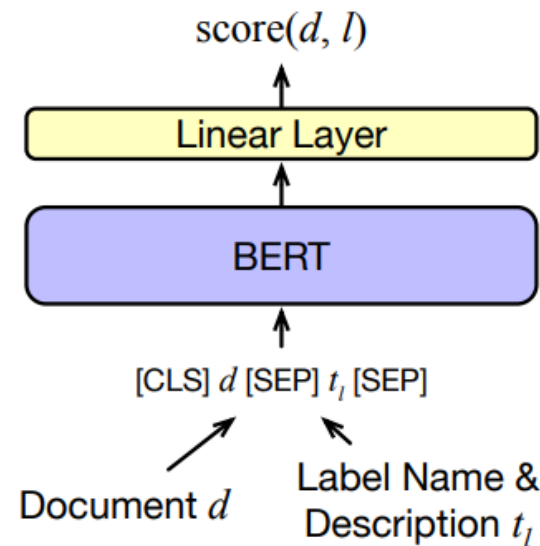 score(d, l)
Linear Layer
BERT
[CLS] d [SEP] t_l [SEP]
Document d
Label Name &
Description t_l